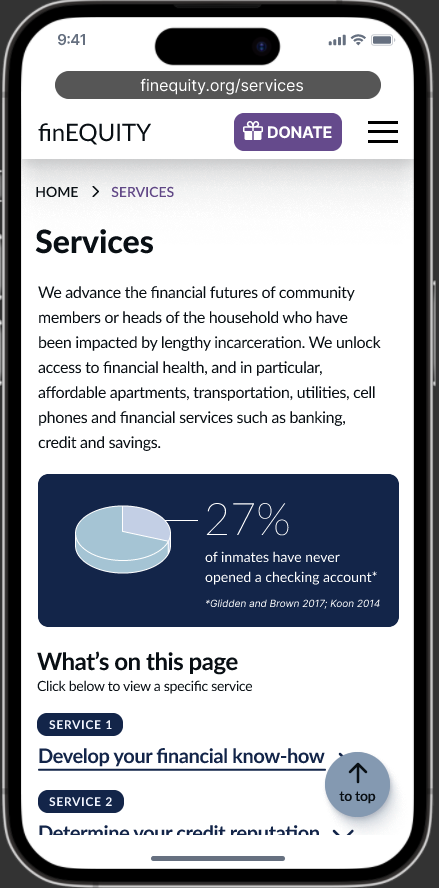 9:41
finequity.org/services
finEQUITY
DONATE
HOME > SERVICES
Services
We advance the financial futures of community
members or heads of the household who have
been impacted by lengthy incarceration. We unlock
access to financial health, and in particular,
affordable apartments, transportation, utilities, cell
phones and financial services such as banking,
credit and savings.
27%
of inmates have never
opened a checking account*
*Glidden and Brown 2017; Koon 2014
What's on this page
Click below to view a specific service
SERVICE 1
Develop your financial know-how
to top
SERVICE 2
Determine your credit reputation